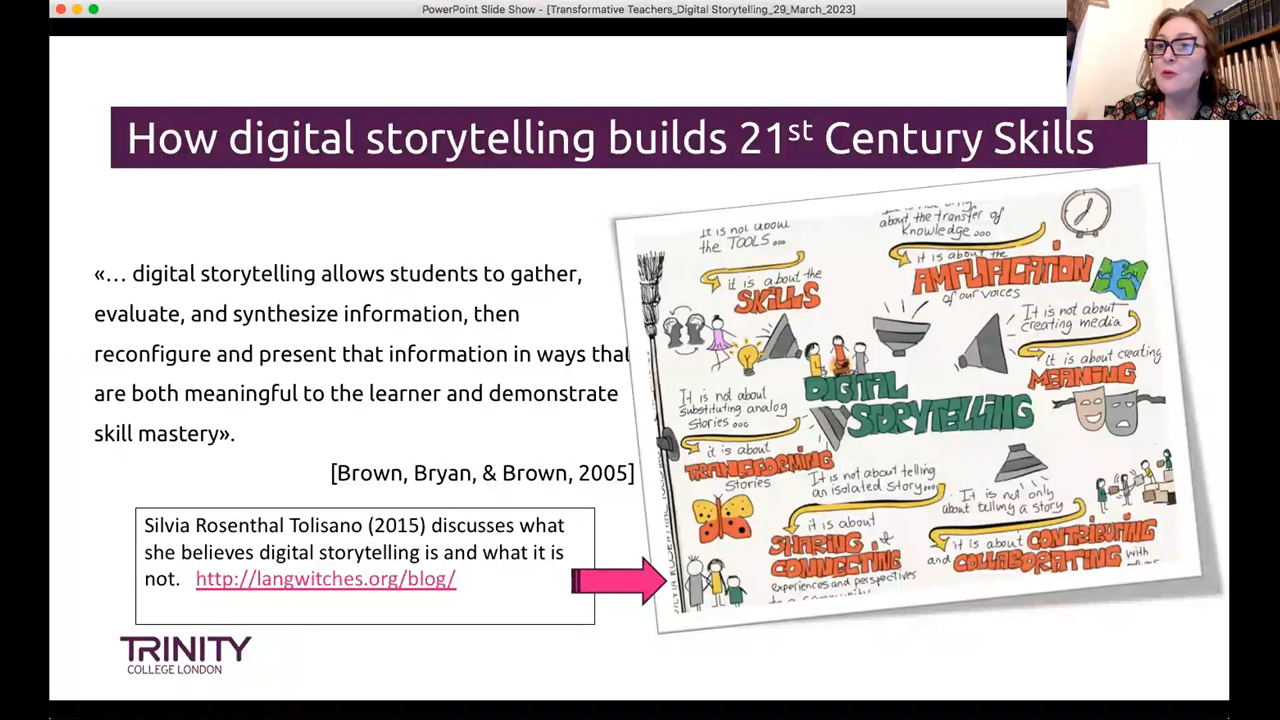 PowerPoint Slide Show - [Transformative Teachers_Digital Storytelling_29_March_2023]
How digital storytelling builds 21st Century Skills
«… digital storytelling allows students to gather,
evaluate, and synthesize information, then
reconfigure and present that information in ways that
are both meaningful to the learner and demonstrate
skill mastery».
[Brown, Bryan, & Brown, 2005]
Silvia Rosenthal Tolisano (2015) discusses what
she believes digital storytelling is and what it is
not. http://langwitches.org/blog/
TRINITY
COLLEGE LONDON
It is not about
the TOOLS...
it is about the
SKILLS
about the transfer of
knowledge...
it is about the
AMPLIFICATION
of our voices
It is not about
creating media
it is about creating
MEANING
DIGITAL
STORYTELLING
It is not about
substituting analog
stories...
it is about
TRANSFORMING
stories
It is not about telling
an isolated story...
it is about
SHARING &
CONNECTING
experiences and perspectives
It is not only
about telling a story
it is about CONTRIBUTING
and COLLABORATING with